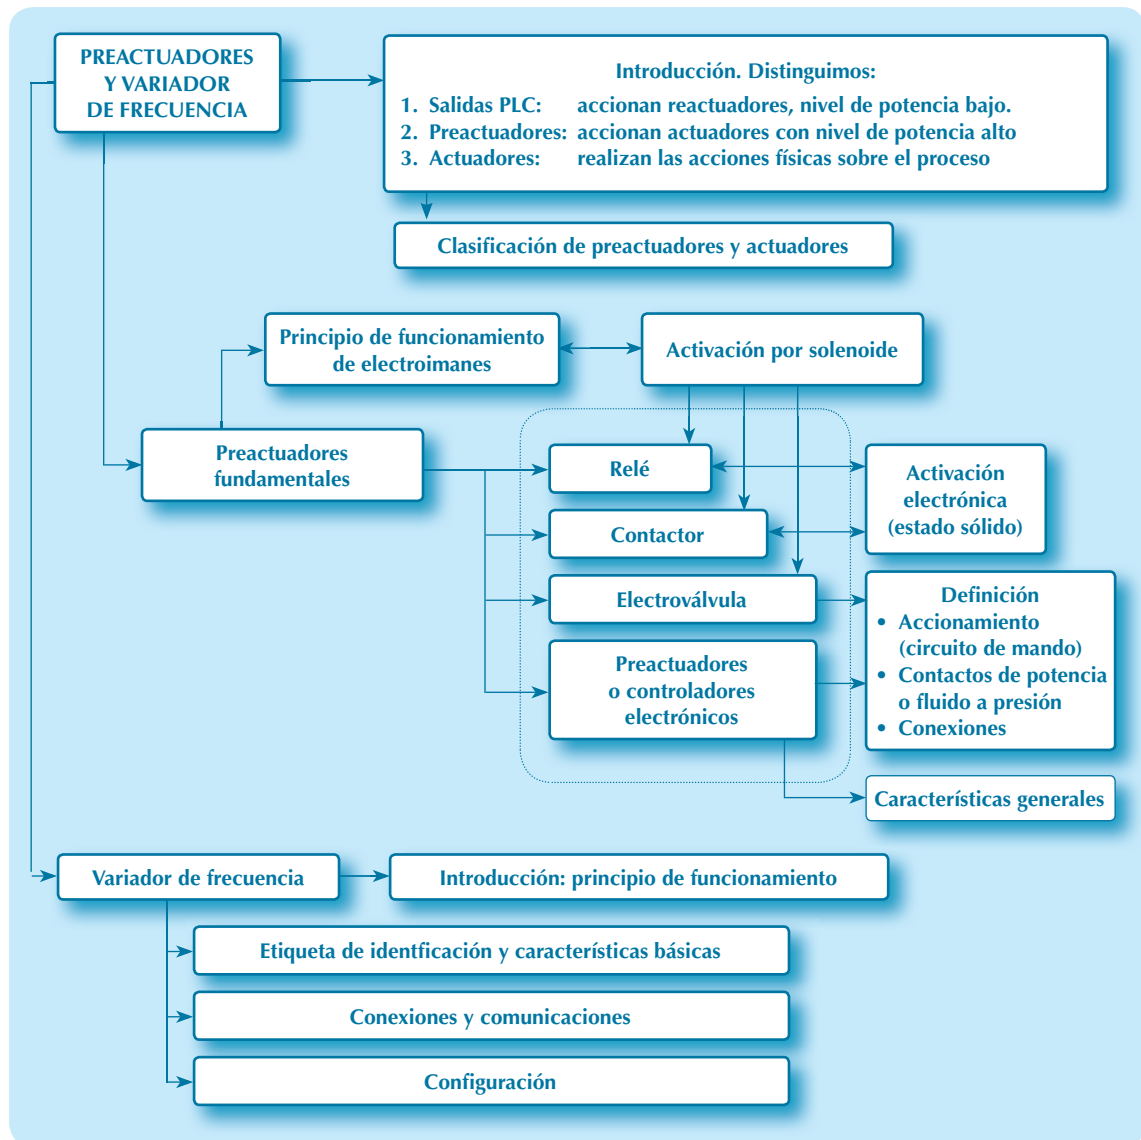 PREACTUADORES
Y VARIADOR
DE FRECUENCIA
Introducción. Distinguimos:
1. Salidas PLC: accionan reactuadores, nivel de potencia bajo.
2. Preactuadores: accionan actuadores con nivel de potencia alto
3. Actuadores: realizan las acciones físicas sobre el proceso
Clasificación de preactuadores y actuadores
Principio de funcionamiento
de electroimanes
Activación por solenoide
Preactuadores
fundamentales
Relé
Contactor
Electroválvula
Preactuadores
o controladores
electrónicos
Activación
electrónica
(estado sólido)
Definición
• Accionamiento
(circuito de mando)
• Contactos de potencia
o fluido a presión
• Conexiones
Características generales
Variador de frecuencia
Introducción: principio de funcionamiento
Etiqueta de identficación y características básicas
Conexiones y comunicaciones
Configuración